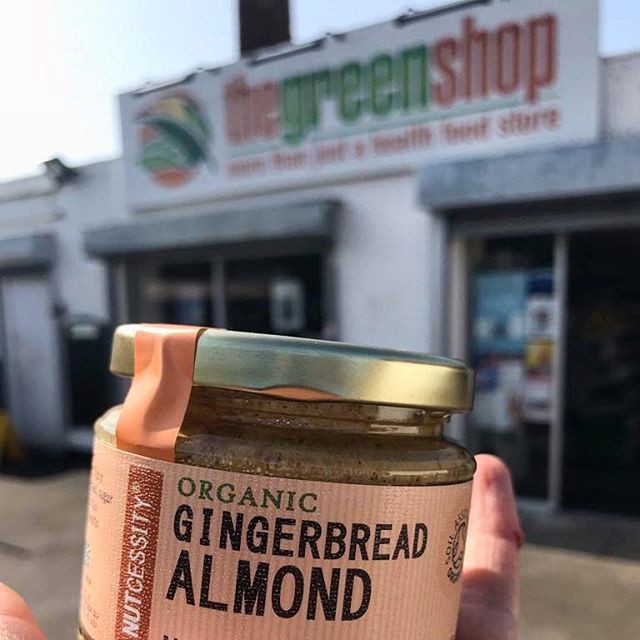 thegreenshop
more than just a health food store
ORGANIC
GINGERBREAD
ALMOND
NUTCESSITY